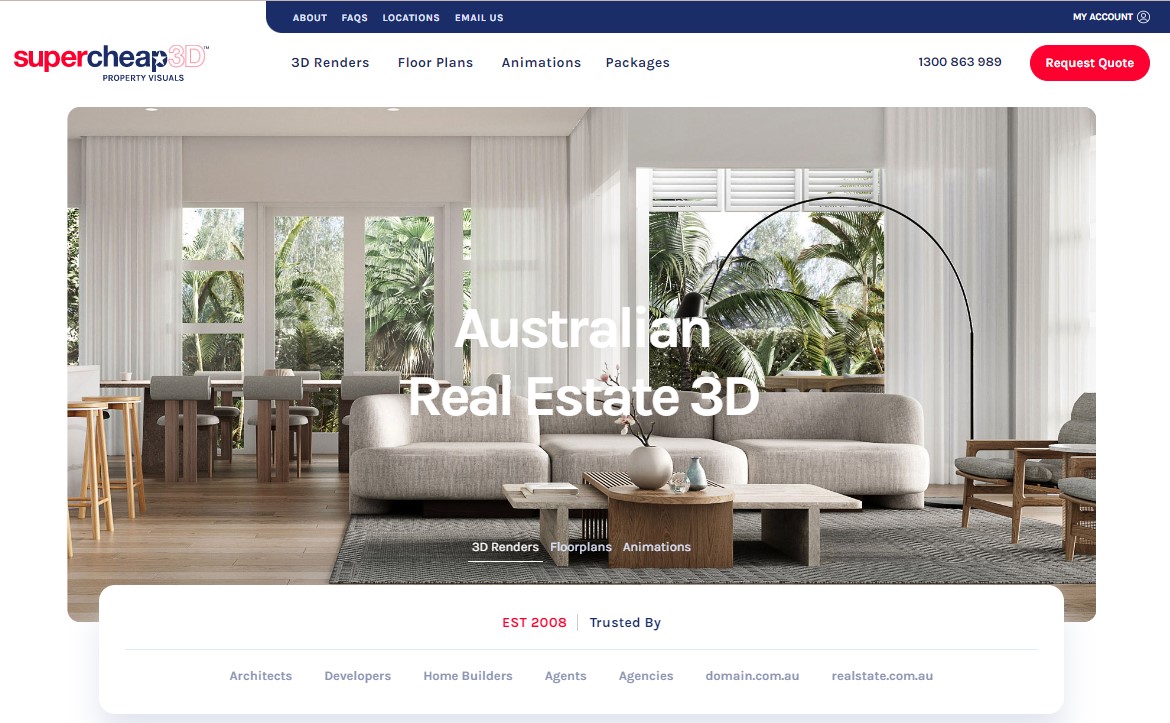 ABOUT FAQS LOCATIONS EMAIL US MY ACCOUNT
supercheap3D™
PROPERTY VISUALS
3D Renders Floor Plans Animations Packages 1300 863 989 Request Quote
Australian
Real Estate 3D
3D Renders Floorplans Animations
EST 2008 Trusted By
Architects Developers Home Builders Agents Agencies domain.com.au realstate.com.au